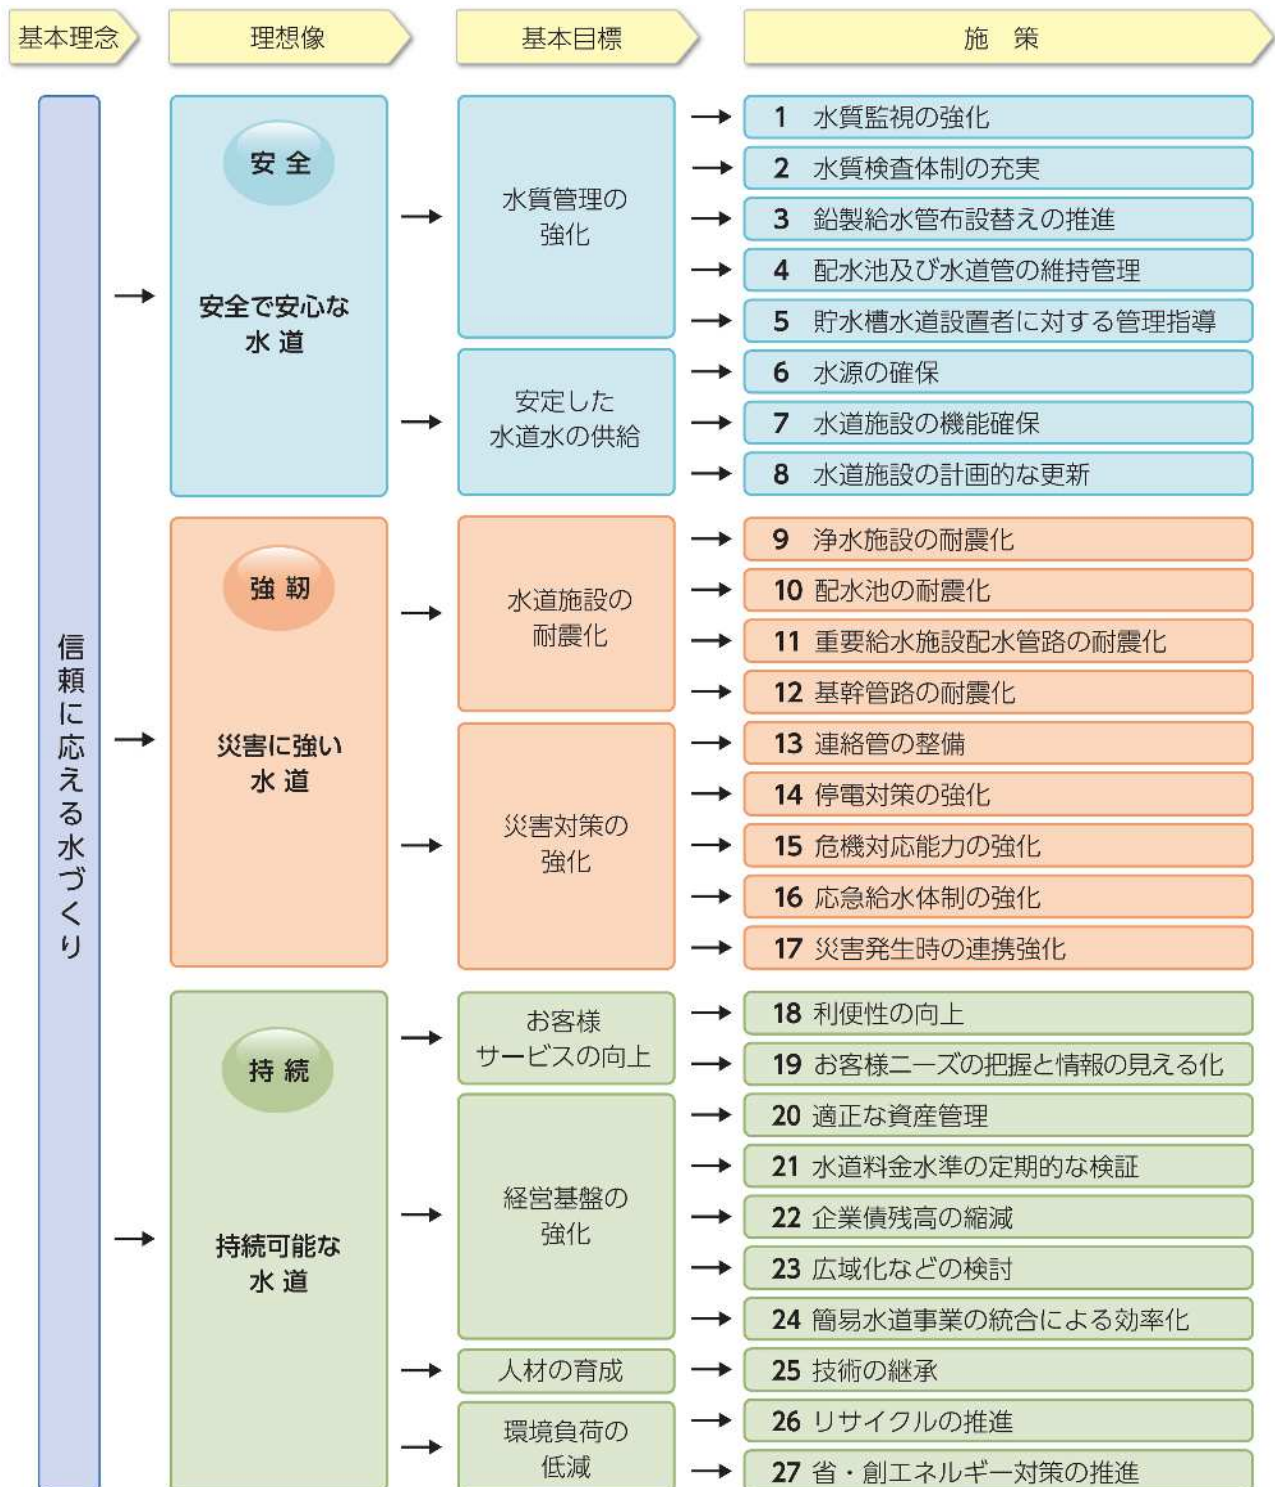 基本理念
理想像
基本目標
施　策
信頼に応える水づくり
安 全
安全で安心な
水 道
水質管理の
強化
1 水質監視の強化
2 水質検査体制の充実
3 鉛製給水管布設替えの推進
4 配水池及び水道管の維持管理
5 貯水槽水道設置者に対する管理指導
安定した
水道水の供給
6 水源の確保
7 水道施設の機能確保
8 水道施設の計画的な更新
強 靭
災害に強い
水 道
水道施設の
耐震化
9 浄水施設の耐震化
10 配水池の耐震化
11 重要給水施設配水管路の耐震化
12 基幹管路の耐震化
災害対策の
強化
13 連絡管の整備
14 停電対策の強化
15 危機対応能力の強化
16 応急給水体制の強化
17 災害発生時の連携強化
持 続
持続可能な
水 道
お客様
サービスの向上
18 利便性の向上
19 お客様ニーズの把握と情報の見える化
経営基盤の
強化
20 適正な資産管理
21 水道料金水準の定期的な検証
22 企業債残高の縮減
23 広域化などの検討
24 簡易水道事業の統合による効率化
人材の育成
25 技術の継承
環境負荷の
低減
26 リサイクルの推進
27 省・創エネルギー対策の推進